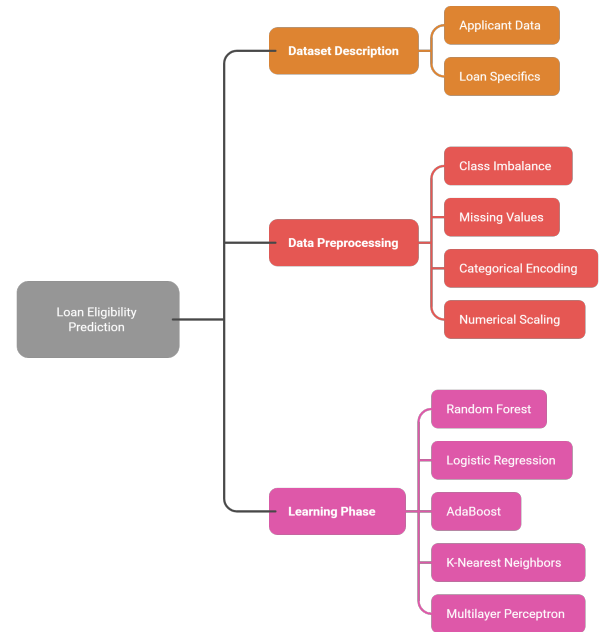 Loan Eligibility
Prediction
Dataset Description
Applicant Data
Loan Specifics
Data Preprocessing
Class Imbalance
Missing Values
Categorical Encoding
Numerical Scaling
Learning Phase
Random Forest
Logistic Regression
AdaBoost
K-Nearest Neighbors
Multilayer Perceptron